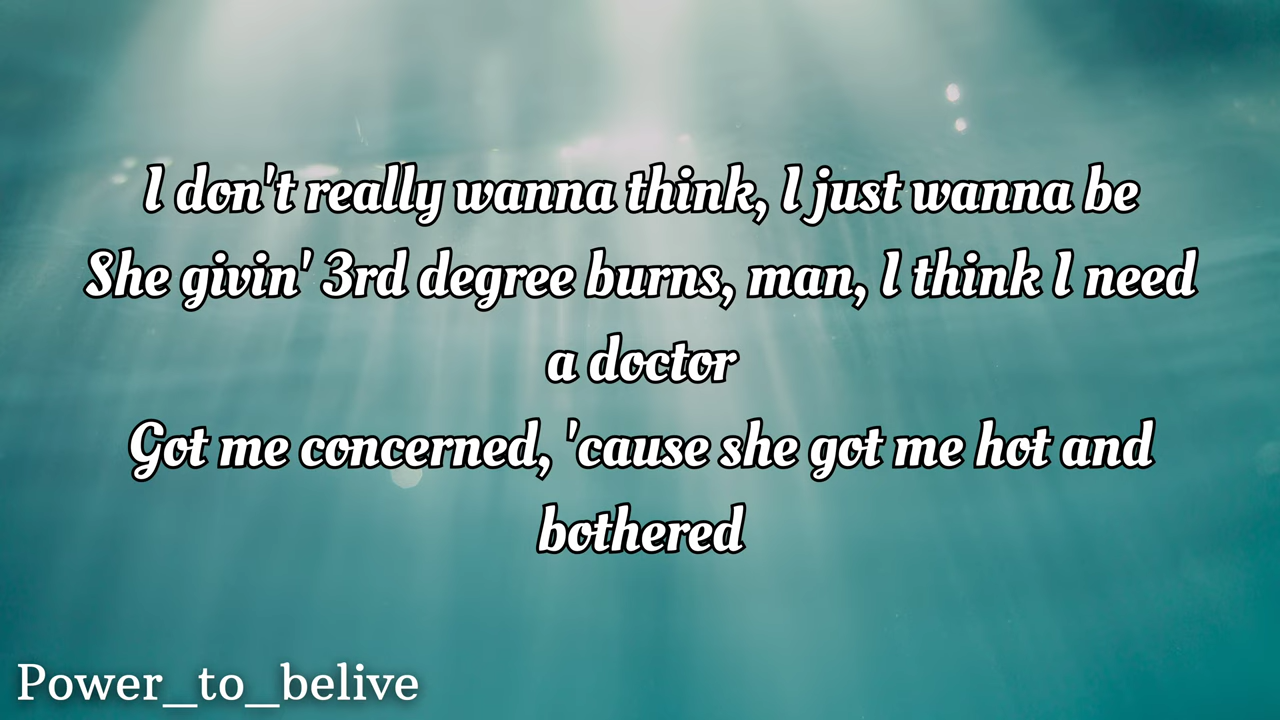 I don't really wanna think, I just wanna be
She givin' 3rd degree burns, man, I think I need
a doctor
Got me concerned, 'cause she got me hot and
bothered
Power_to_belive